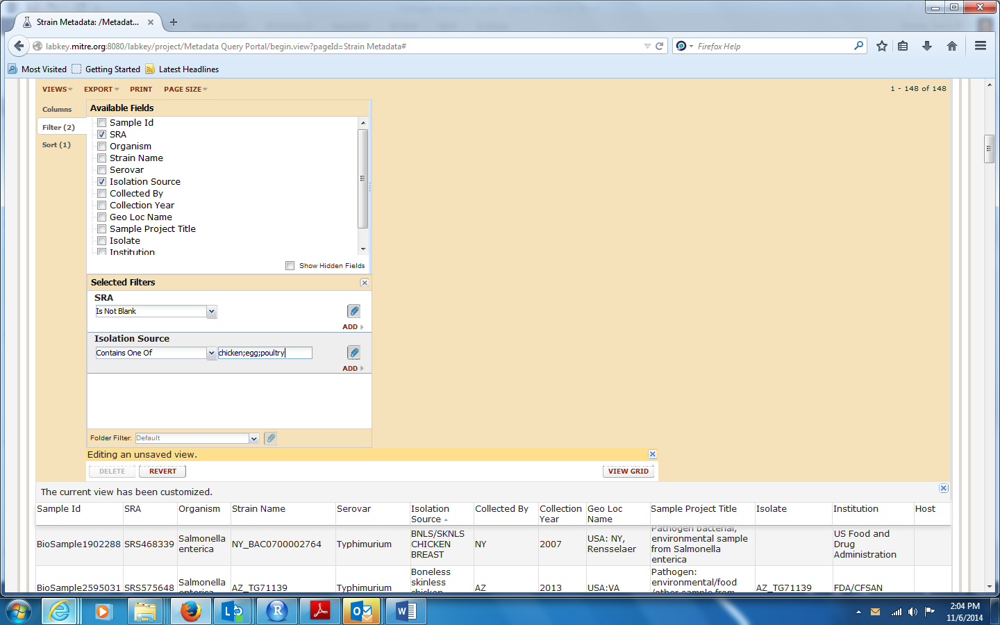 Strain Metadata: /Metadat...
labkey.mitre.org:8080/labkey/project/Metadata Query Portal/begin.view?pageId=Strain Metadata#
Firefox Help
Most Visited Getting Started Latest Headlines
VIEWS EXPORT PRINT PAGE SIZE 1 - 148 of 148
Columns
Filter (2)
Sort (1)
Available Fields
Sample Id
SRA
Organism
Strain Name
Serovar
Isolation Source
Collected By
Collection Year
Geo Loc Name
Sample Project Title
Isolate
Institution
Show Hidden Fields
Selected Filters
SRA
Is Not Blank
ADD
Isolation Source
Contains One Of chicken;egg;poultry
ADD
Folder Filter: Default
Editing an unsaved view.
DELETE REVERT VIEW GRID
The current view has been customized.
Sample Id SRA Organism Strain Name Serovar Isolation Source Collected By Collection Year Geo Loc Name Sample Project Title Isolate Institution Host
BioSample1902288 SRS468339 Salmonella enterica NY_BAC0700002764 Typhimurium BNLS/SKNLS CHICKEN BREAST NY 2007 USA: NY, Rensselaer Pathogen bacterial, environmental sample from Salmonella enterica US Food and Drug Administration
BioSample2595031 SRS575648 Salmonella enterica AZ_TG71139 Typhimurium Boneless skinless chicken AZ 2013 USA:VA Pathogen: environmental/food /other sample from AZ_TG71139 FDA/CFSAN
2:04 PM
11/6/2014